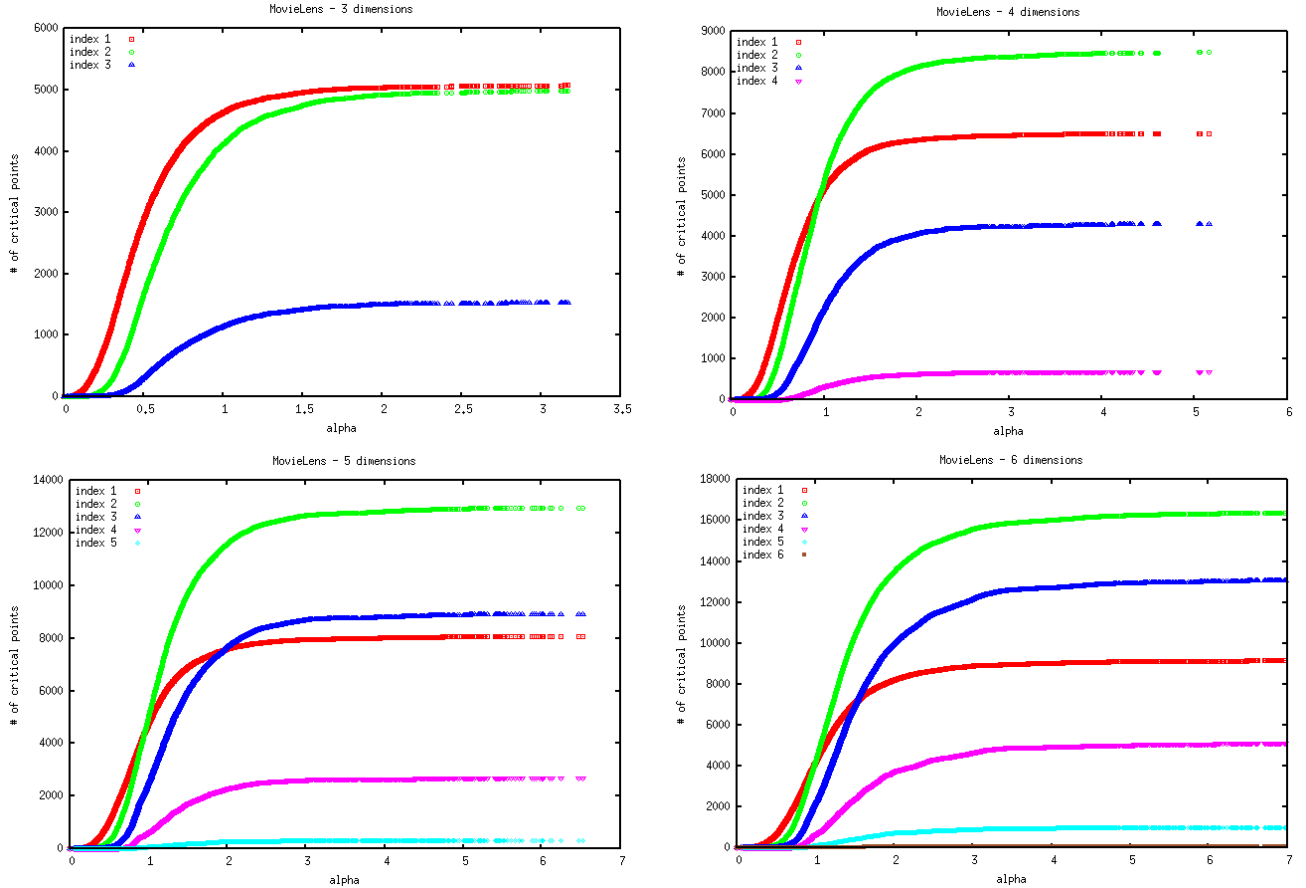 MovieLens - 3 dimensions
6000
5000
4000
3000
2000
1000
0
# of critical points
index 1
index 2
index 3
0 0.5 1 1.5 2 2.5 3 3.5
alpha
MovieLens - 4 dimensions
9000
8000
7000
6000
5000
4000
3000
2000
1000
0
# of critical points
index 1
index 2
index 3
index 4
0 1 2 3 4 5 6
alpha
MovieLens - 5 dimensions
14000
12000
10000
8000
6000
4000
2000
0
# of critical points
index 1
index 2
index 3
index 4
index 5
0 1 2 3 4 5 6 7
alpha
MovieLens - 6 dimensions
18000
16000
14000
12000
10000
8000
6000
4000
2000
0
# of critical points
index 1
index 2
index 3
index 4
index 5
index 6
0 1 2 3 4 5 6 7
alpha